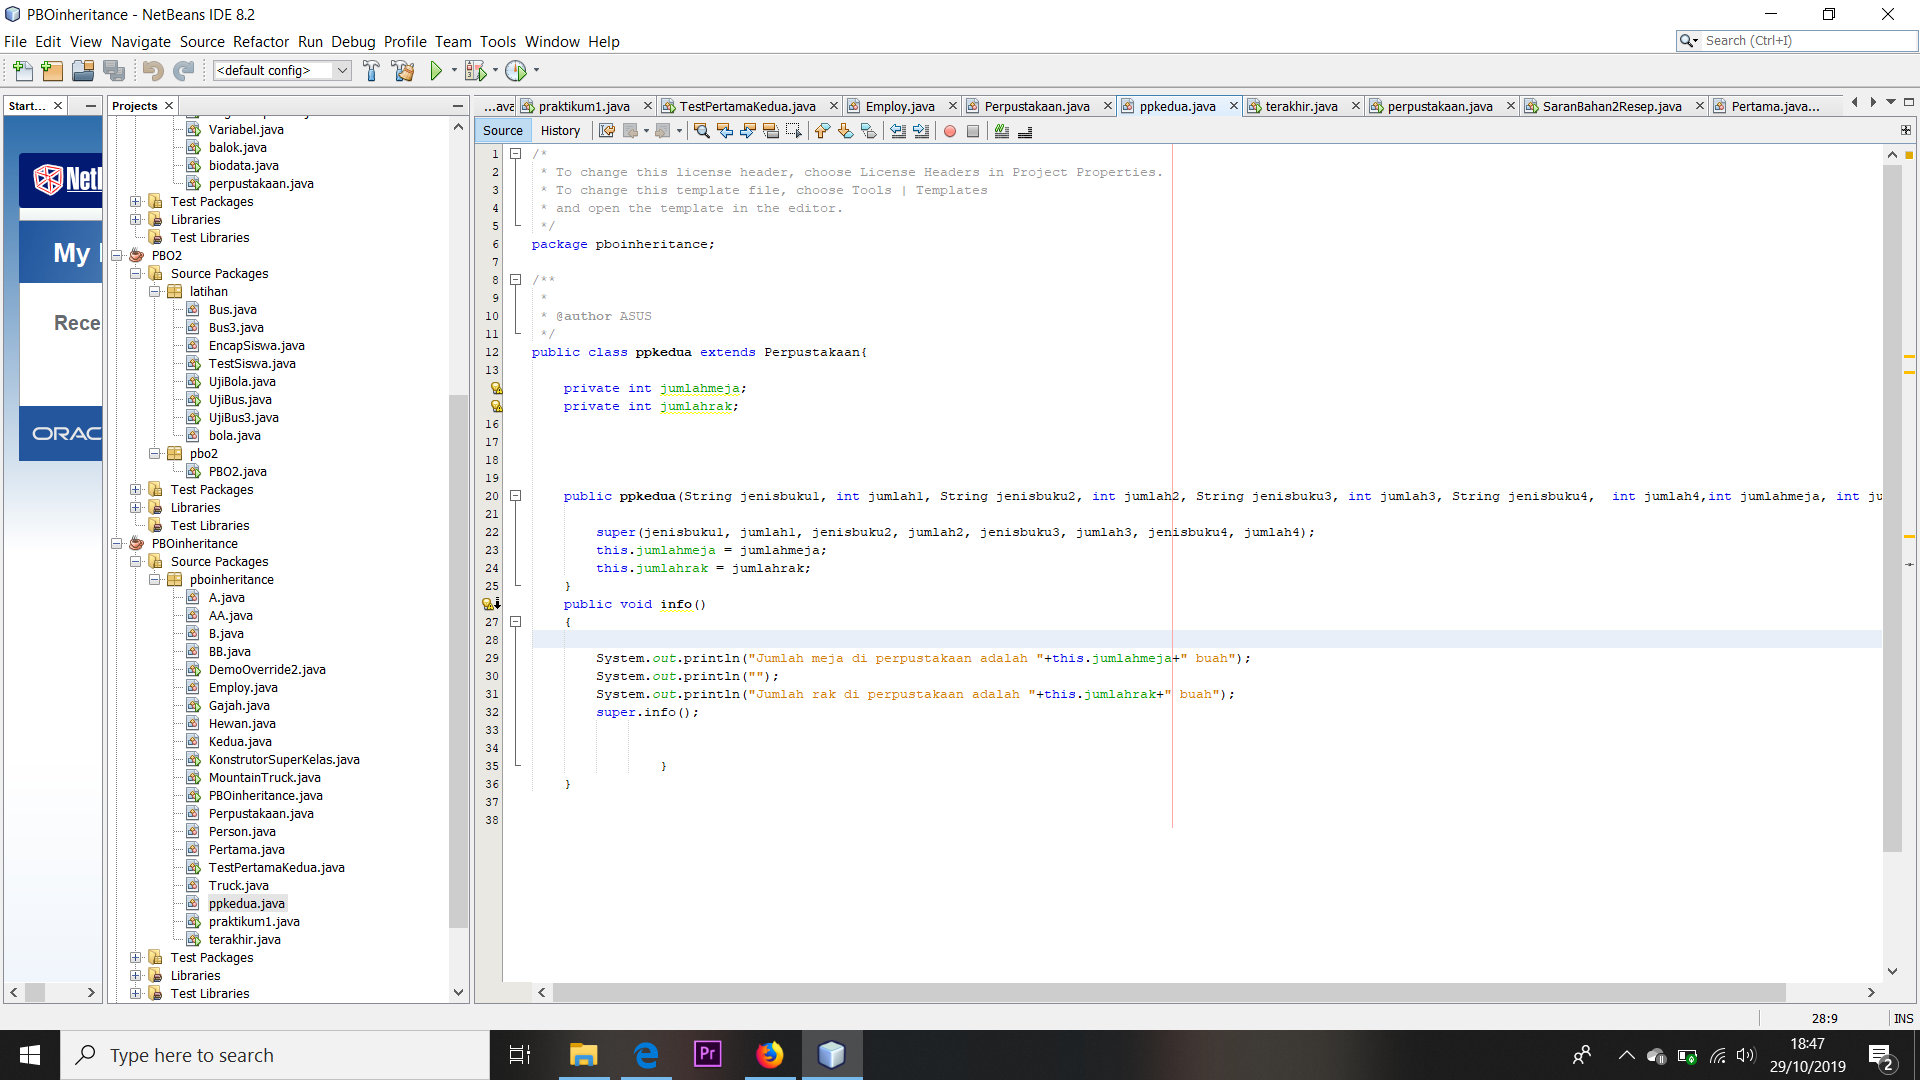 PBOinheritance - NetBeans IDE 8.2
File Edit View Navigate Source Refactor Run Debug Profile Team Tools Window Help
Search (Ctrl+I)
<default config>
Start...
Projects
...ava praktikum1.java TestPertamaKedua.java Employ.java Perpustakaan.java ppkedua.java terakhir.java perpustakaan.java SaranBahan2Resep.java Pertama.java...
Source History
NetB
My
Rece
ORAC
Variabel.java
balok.java
biodata.java
perpustakaan.java
Test Packages
Libraries
Test Libraries
PBO2
Source Packages
latihan
Bus.java
Bus3.java
EncapSiswa.java
TestSiswa.java
UjiBola.java
UjiBus.java
UjiBus3.java
bola.java
pbo2
PBO2.java
Test Packages
Libraries
Test Libraries
PBOinheritance
Source Packages
pboinheritance
A.java
AA.java
B.java
BB.java
DemoOverride2.java
Employ.java
Gajah.java
Hewan.java
Kedua.java
KonstrutorSuperKelas.java
MountainTruck.java
PBOinheritance.java
Perpustakaan.java
Person.java
Pertama.java
TestPertamaKedua.java
Truck.java
ppkedua.java
praktikum1.java
terakhir.java
Test Packages
Libraries
Test Libraries
1 /*
2 * To change this license header, choose License Headers in Project Properties.
3 * To change this template file, choose Tools | Templates
4 * and open the template in the editor.
5 */
6 package pboinheritance;
7
8 /**
9 *
10 * @author ASUS
11 */
12 public class ppkedua extends Perpustakaan{
13
private int jumlahmeja;
private int jumlahrak;
16
17
18
19
20 public ppkedua(String jenisbuku1, int jumlah1, String jenisbuku2, int jumlah2, String jenisbuku3, int jumlah3, String jenisbuku4, int jumlah4,int jumlahmeja, int ju
21
22 super(jenisbuku1, jumlah1, jenisbuku2, jumlah2, jenisbuku3, jumlah3, jenisbuku4, jumlah4);
23 this.jumlahmeja = jumlahmeja;
24 this.jumlahrak = jumlahrak;
25 }
public void info()
27 {
28
29 System.out.println("Jumlah meja di perpustakaan adalah "+this.jumlahmeja+" buah");
30 System.out.println("");
31 System.out.println("Jumlah rak di perpustakaan adalah "+this.jumlahrak+" buah");
32 super.info();
33
34
35 }
36 }
37
38
28:9 INS
Type here to search
Pr
18:47
29/10/2019
2